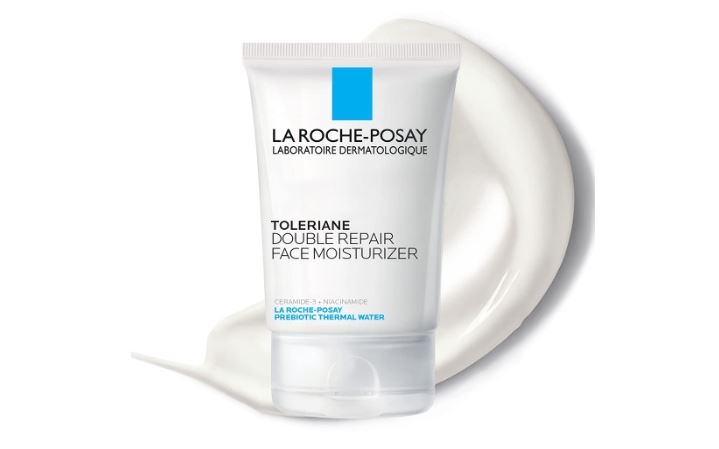 LA ROCHE-POSAY
LABORATOIRE DERMATOLOGIQUE
TOLERIANE
DOUBLE REPAIR
FACE MOISTURIZER
CERAMIDE-3 + NIACINAMIDE
LA ROCHE-POSAY
PREBIOTIC THERMAL WATER